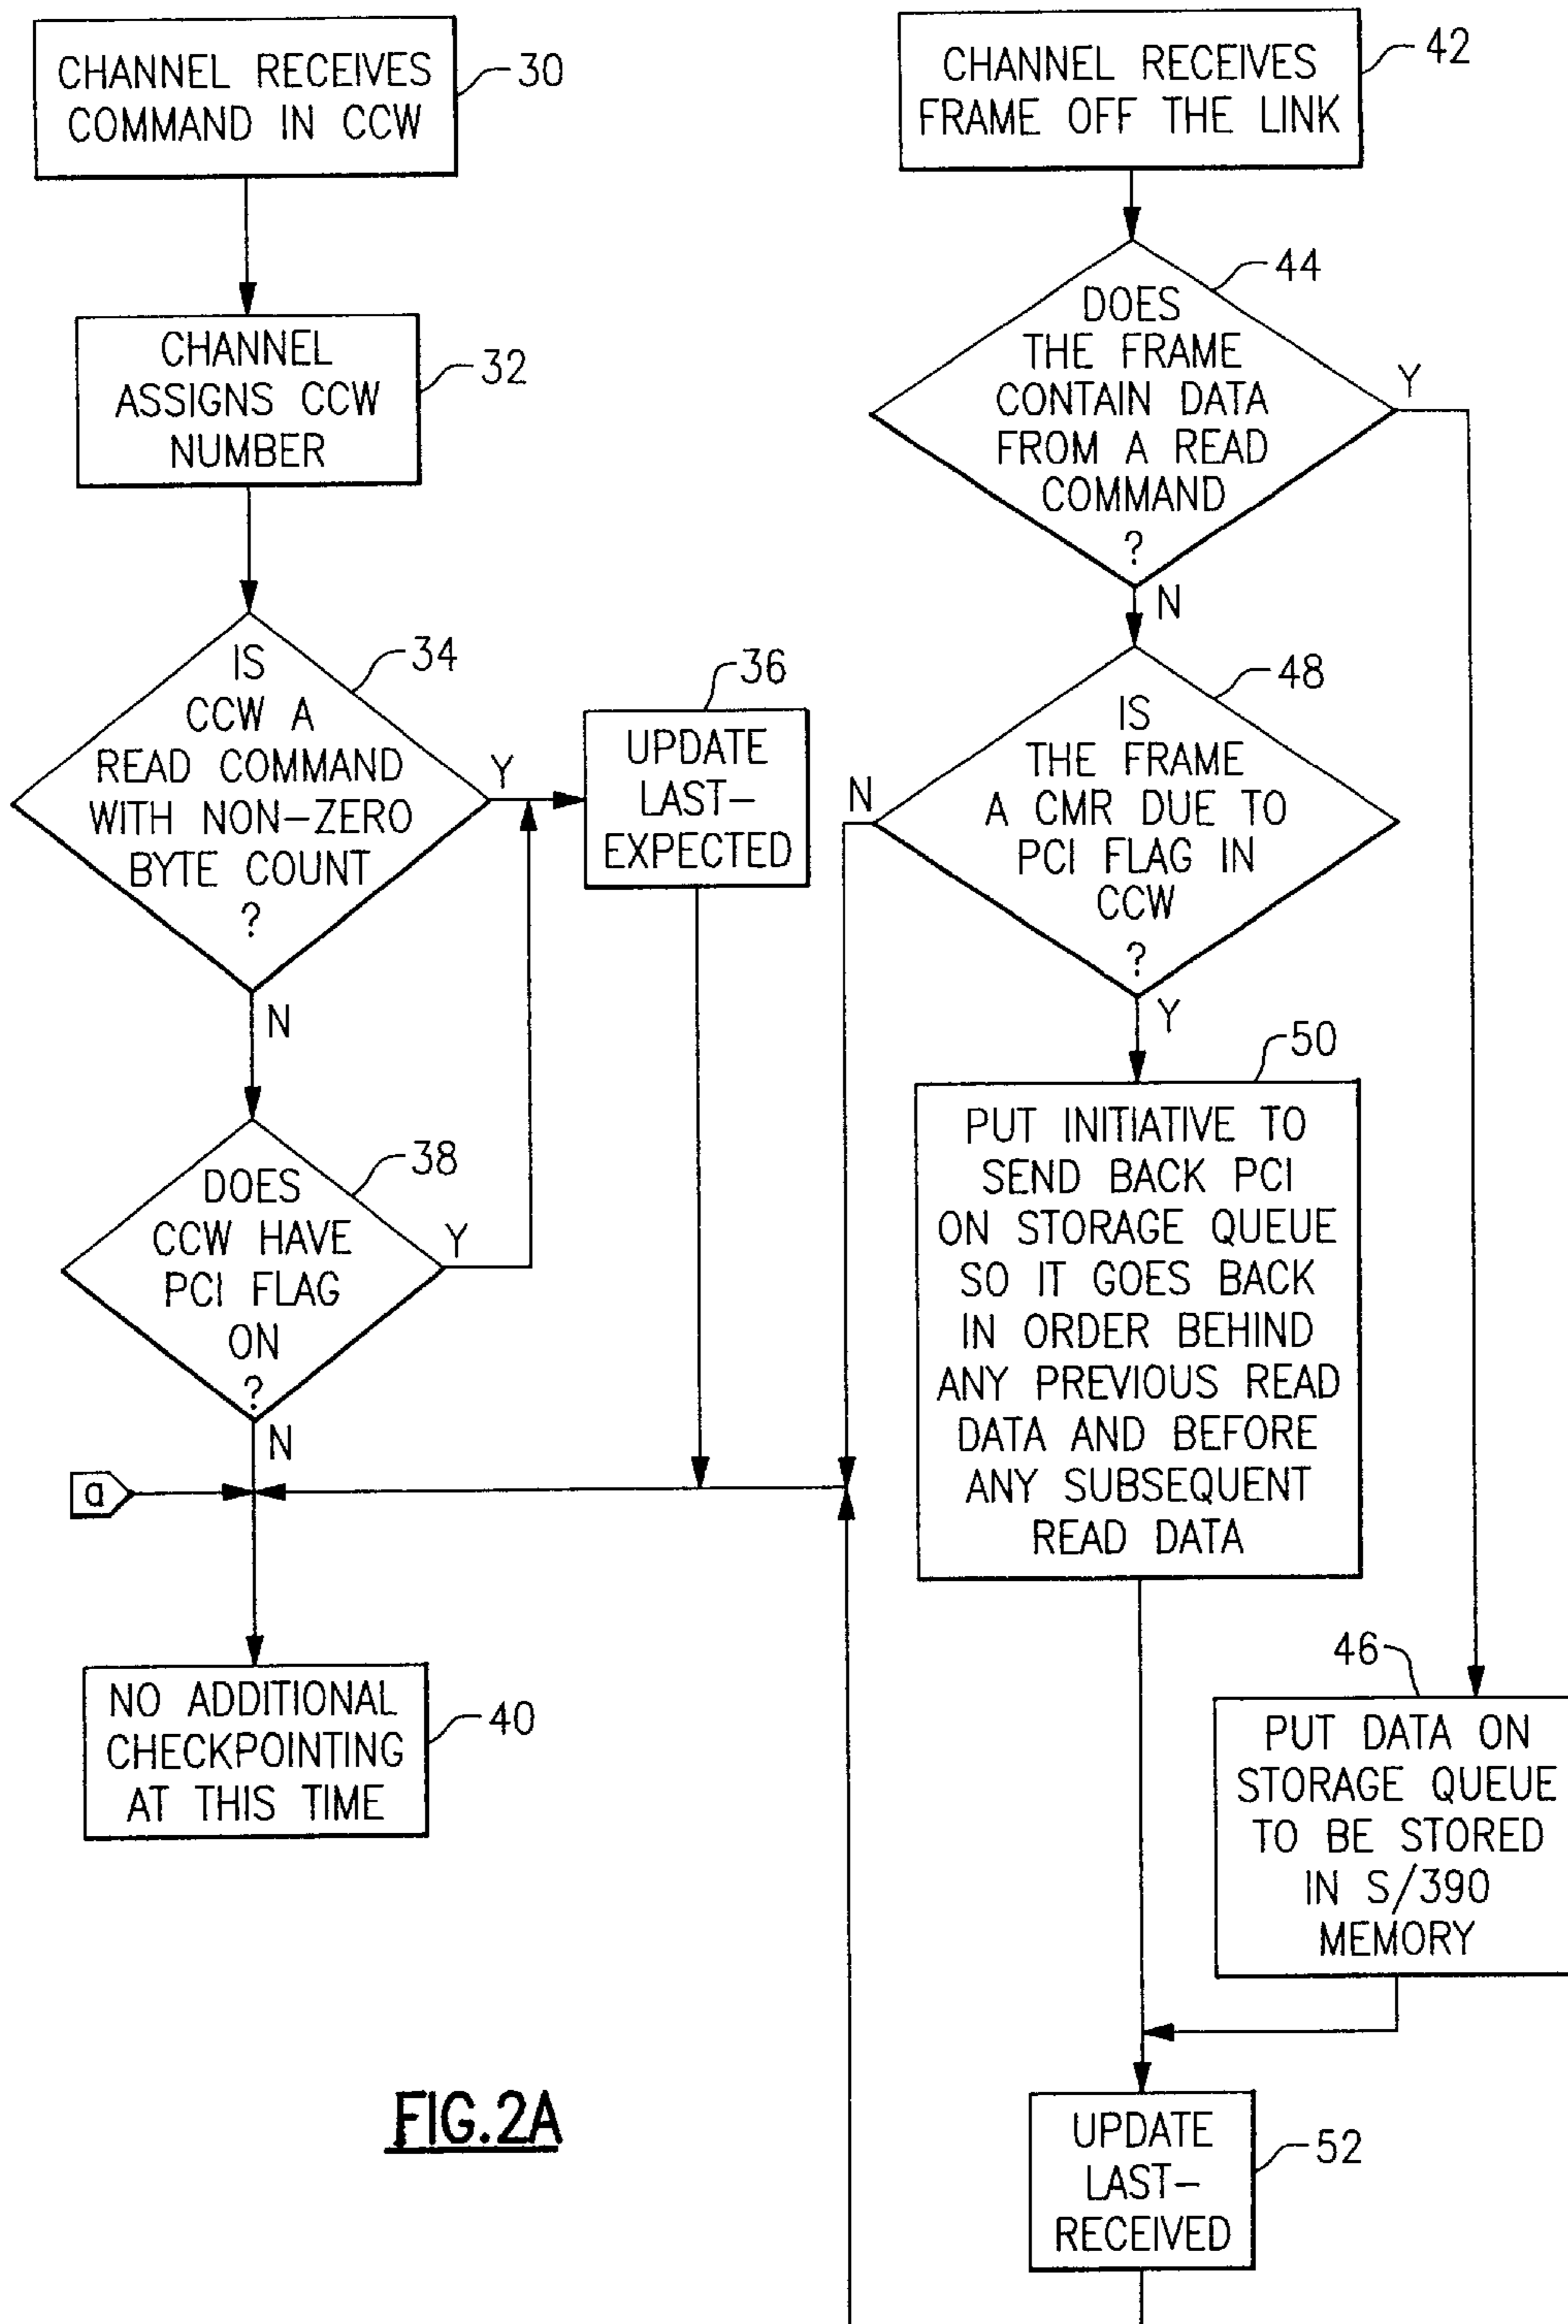 CHANNEL RECEIVES
COMMAND IN CCW
30
CHANNEL
ASSIGNS CCW
NUMBER
32
IS
CCW A
READ COMMAND
WITH NON-ZERO
BYTE COUNT
?
34
Y
N
36
UPDATE
LAST-
EXPECTED
DOES
CCW HAVE
PCI FLAG
ON
?
38
Y
N
a
NO ADDITIONAL
CHECKPOINTING
AT THIS TIME
40
CHANNEL RECEIVES
FRAME OFF THE LINK
42
DOES
THE FRAME
CONTAIN DATA
FROM A READ
COMMAND
?
44
Y
N
IS
THE FRAME
A CMR DUE TO
PCI FLAG IN
CCW
?
48
N
Y
50
PUT INITIATIVE TO
SEND BACK PCI
ON STORAGE QUEUE
SO IT GOES BACK
IN ORDER BEHIND
ANY PREVIOUS READ
DATA AND BEFORE
ANY SUBSEQUENT
READ DATA
46
PUT DATA ON
STORAGE QUEUE
TO BE STORED
IN S/390
MEMORY
UPDATE
LAST-
RECEIVED
52
FIG.2A